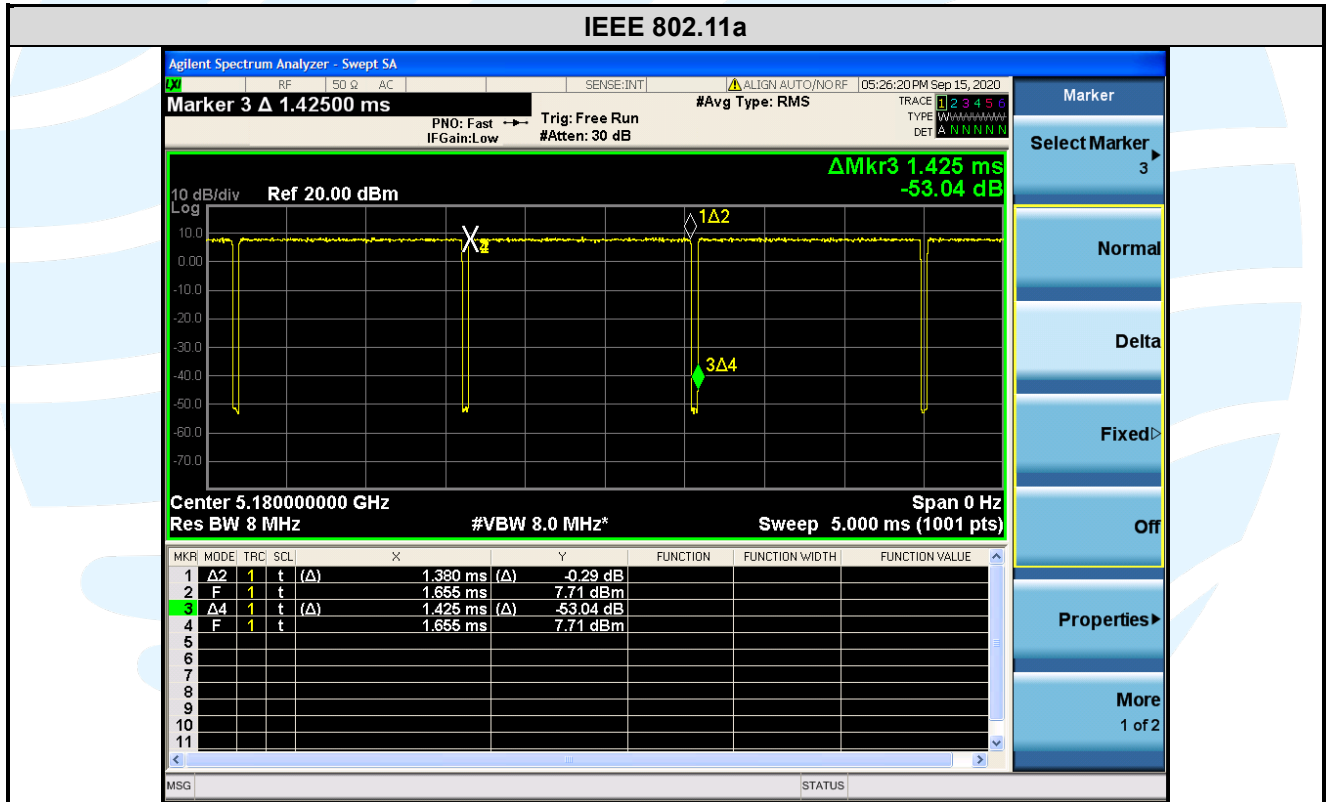 IEEE 802.11a
Agilent Spectrum Analyzer - Swept SA
LXI RF 50 Ω AC SENSE:INT ALIGN AUTO/NO RF 05:26:20 PM Sep 15, 2020
Marker 3 Δ 1.42500 ms
PNO: Fast
IFGain:Low
Trig: Free Run
#Atten: 30 dB
#Avg Type: RMS
TRACE 1 2 3 4 5 6
TYPE WWWWWW
DET A N N N N N
ΔMkr3 1.425 ms
-53.04 dB
10 dB/div Ref 20.00 dBm
Log
10.0
0.00
-10.0
-20.0
-30.0
-40.0
-50.0
-60.0
-70.0
X
1Δ2
3Δ4
Center 5.180000000 GHz Span 0 Hz
Res BW 8 MHz #VBW 8.0 MHz* Sweep 5.000 ms (1001 pts)
MKR MODE TRC SCL X Y FUNCTION FUNCTION WIDTH FUNCTION VALUE
1 Δ2 1 t (Δ) 1.380 ms (Δ) -0.29 dB
2 F 1 t 1.655 ms 7.71 dBm
3 Δ4 1 t (Δ) 1.425 ms (Δ) -53.04 dB
4 F 1 t 1.655 ms 7.71 dBm
5
6
7
8
9
10
11
MSG STATUS
Marker
Select Marker
3
Normal
Delta
Fixed
Off
Properties
More
1 of 2